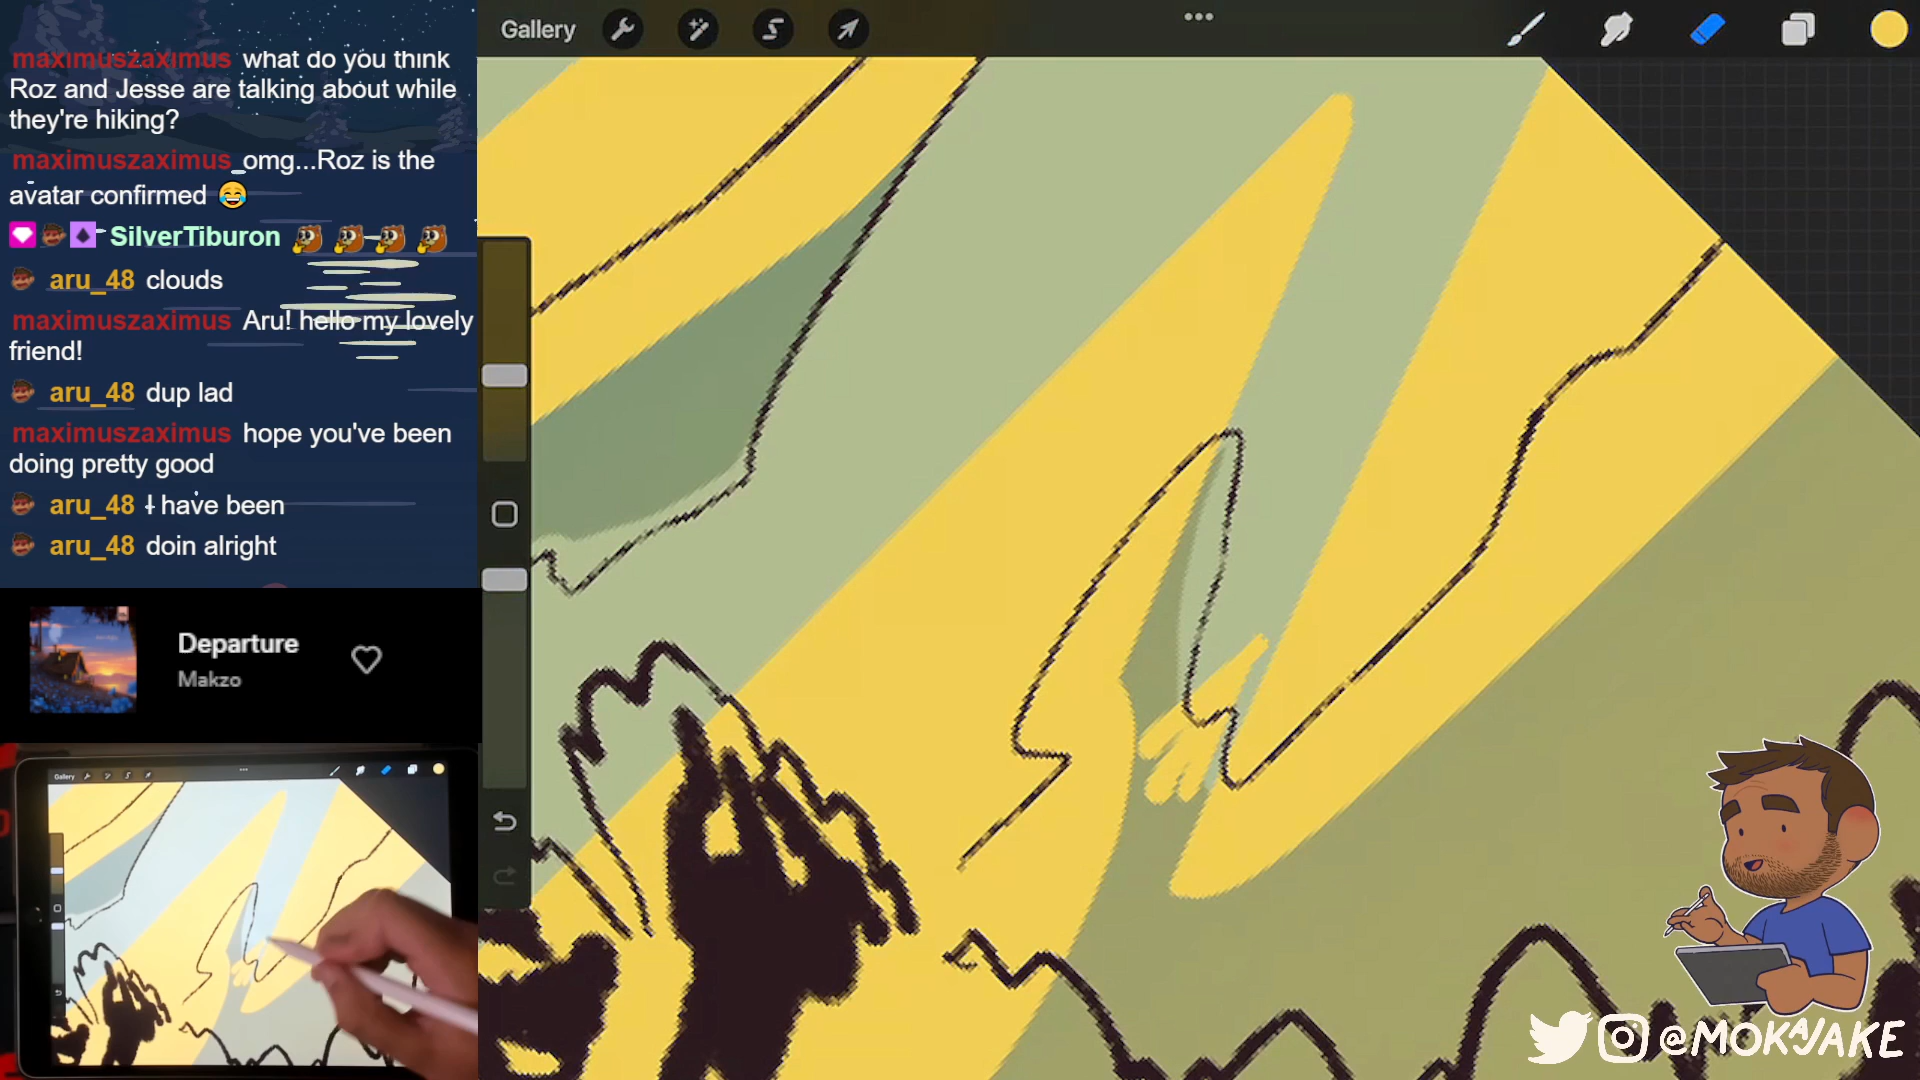 maximuszaximus what do you think
Roz and Jesse are talking about while
they're hiking?
maximuszaximus omg...Roz is the
avatar confirmed 😂
SilverTiburon
aru_48 clouds
maximuszaximus Aru! hello my lovely
friend!
aru_48 dup lad
maximuszaximus hope you've been
doing pretty good
aru_48 I have been
aru_48 doin alright
Departure
Makzo
Gallery
Gallery
@MOKAJAKE